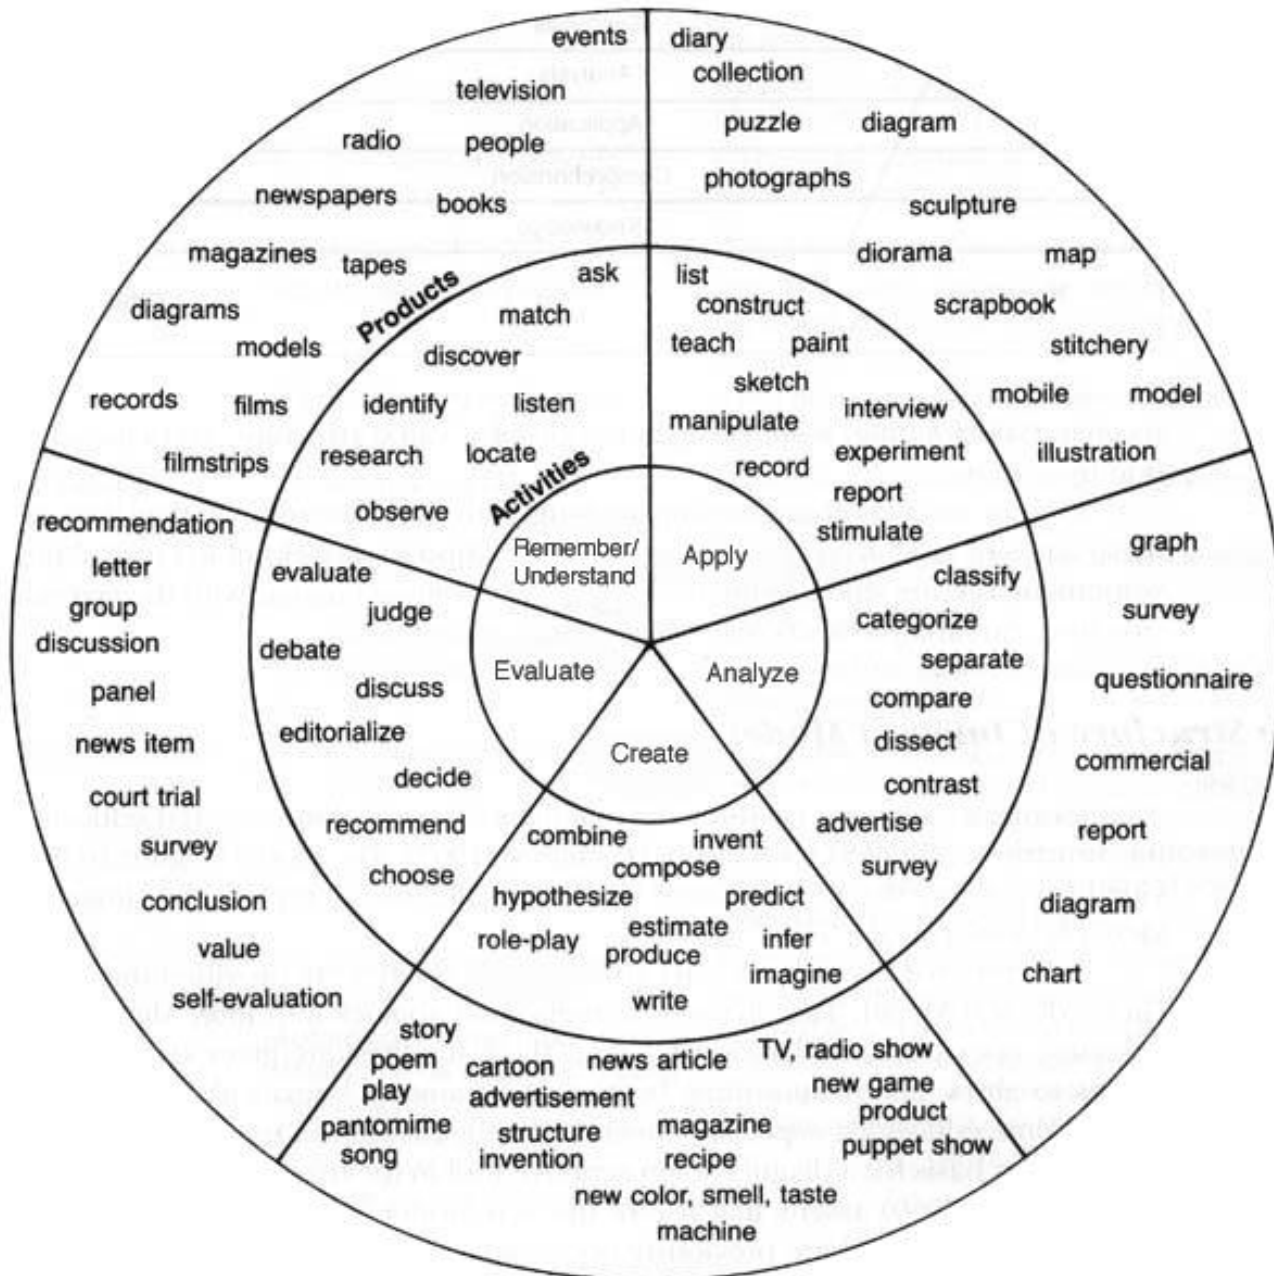 events
television
radio
people
newspapers
books
magazines
tapes
diagrams
models
records
films
filmstrips
Products
ask
match
discover
identify
listen
research
locate
observe
Activities
Remember/
Understand
diary
collection
puzzle
diagram
photographs
sculpture
diorama
map
scrapbook
stitchery
mobile
model
illustration
list
construct
teach
paint
sketch
manipulate
interview
record
experiment
report
stimulate
Apply
graph
survey
questionnaire
commercial
report
diagram
chart
classify
categorize
separate
compare
dissect
contrast
advertise
survey
Analyze
Create
combine
invent
compose
hypothesize
predict
estimate
role-play
infer
produce
imagine
write
story
poem
play
pantomime
song
cartoon
advertisement
structure
invention
news article
magazine
recipe
TV, radio show
new game
product
puppet show
new color, smell, taste
machine
Evaluate
evaluate
judge
debate
discuss
editorialize
decide
recommend
choose
recommendation
letter
group
discussion
panel
news item
court trial
survey
conclusion
value
self-evaluation